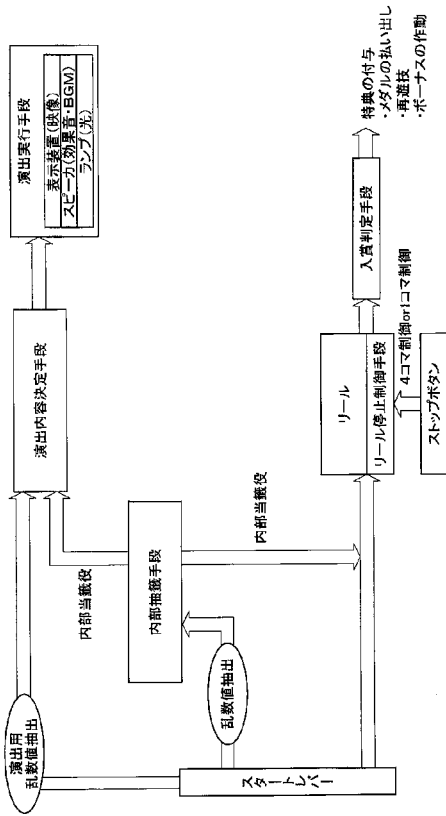 スタートレバー
演出用
乱数値抽出
乱数値抽出
内部抽籤手段
内部当籤役
内部当籤役
演出内容決定手段
演出実行手段
表示装置(映像)
スピーカ(効果音・BGM)
ランプ(光)
リール
リール停止制御手段
4コマ制御or1コマ制御
ストップボタン
入賞判定手段
特典の付与
・メダルの払い出し
・再遊技
・ボーナスの作動